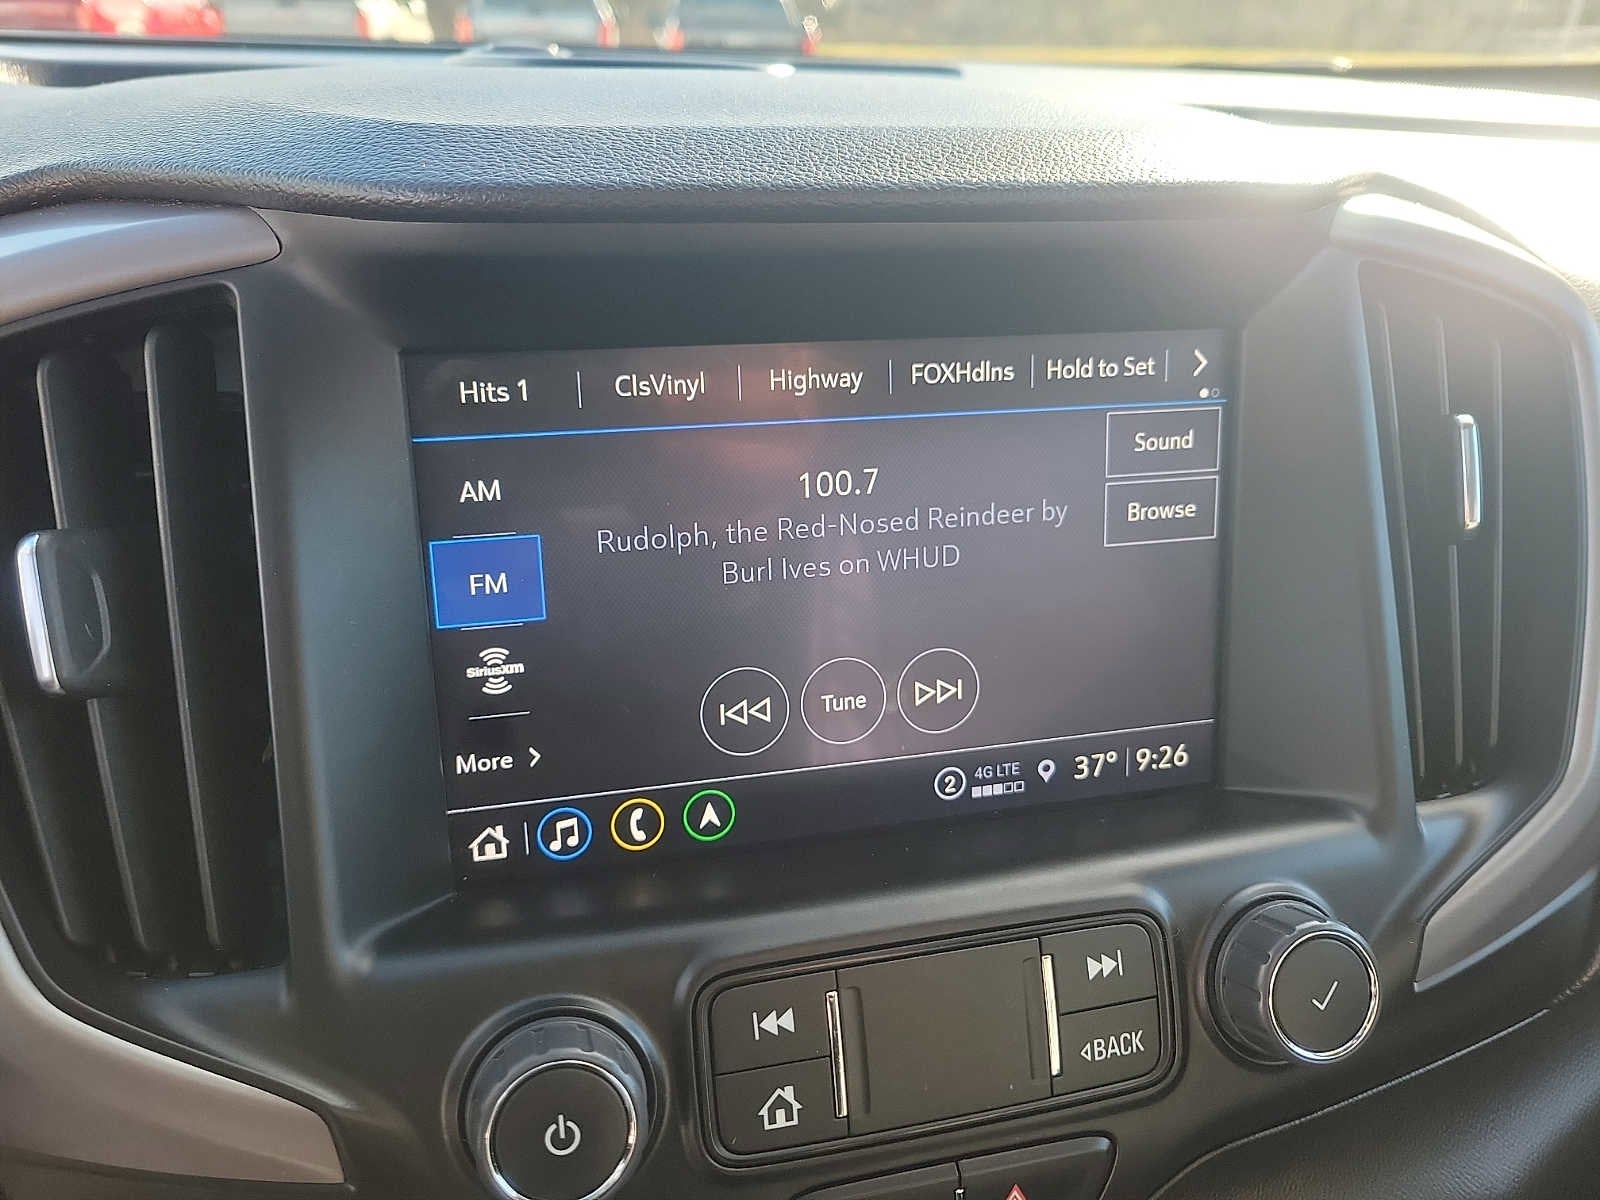 Hits 1 ClsVinyl Highway FOXHdlns Hold to Set
Sound
AM
100.7
Browse
Rudolph, the Red-Nosed Reindeer by
Burl Ives on WHUD
FM
SiriusXm
Tune
More
2 4G LTE 37° 9:26
BACK